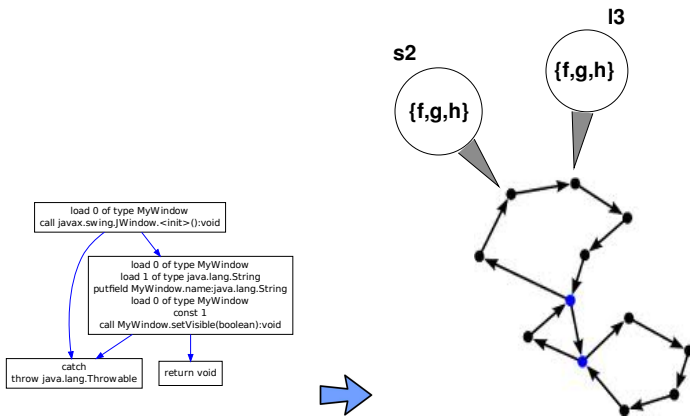 l3
s2
{f,g,h}
{f,g,h}
load 0 of type MyWindow
call javax.swing.JWindow.<init>():void
load 0 of type MyWindow
load 1 of type java.lang.String
putfield MyWindow.name:java.lang.String
load 0 of type MyWindow
const 1
call MyWindow.setVisible(boolean):void
catch
throw java.lang.Throwable
return void